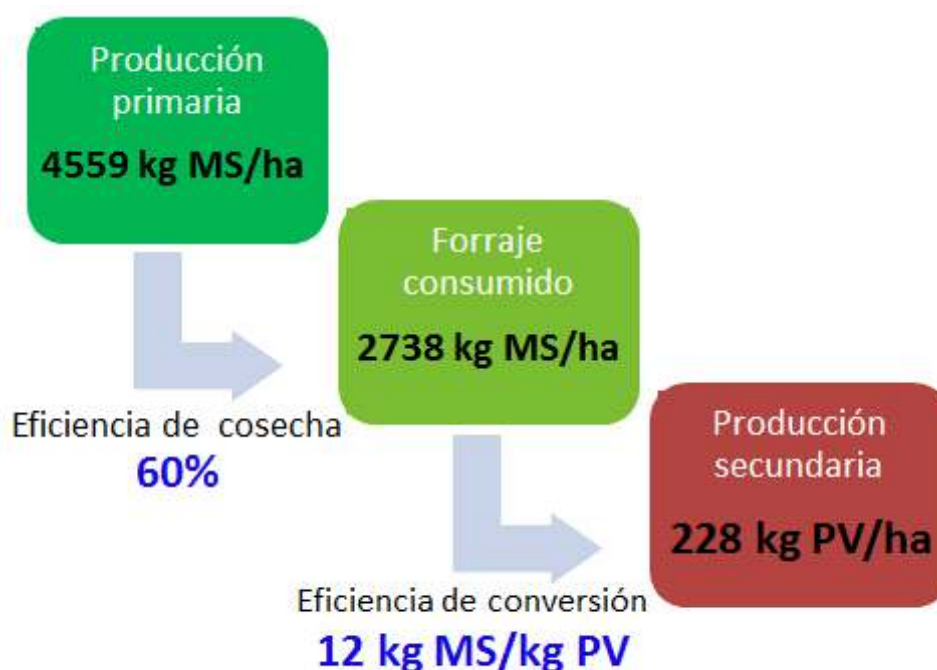 Producción
primaria
4559 kg MS/ha
Forraje
consumido
2738 kg MS/ha
Eficiencia de cosecha
60%
Producción
secundaria
228 kg PV/ha
Eficiencia de conversión
12 kg MS/kg PV